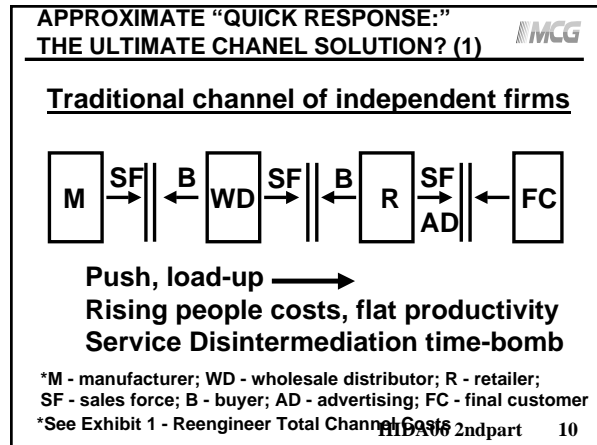 APPROXIMATE “QUICK RESPONSE:”
THE ULTIMATE CHANEL SOLUTION? (1)
MCG
Traditional channel of independent firms
M SF B WD SF B R SF AD FC
Push, load-up
Rising people costs, flat productivity
Service Disintermediation time-bomb
*M - manufacturer; WD - wholesale distributor; R - retailer;
SF - sales force; B - buyer; AD - advertising; FC - final customer
*See Exhibit 1 - Reengineer Total Channel Costs
HIDA06 2ndpart 10